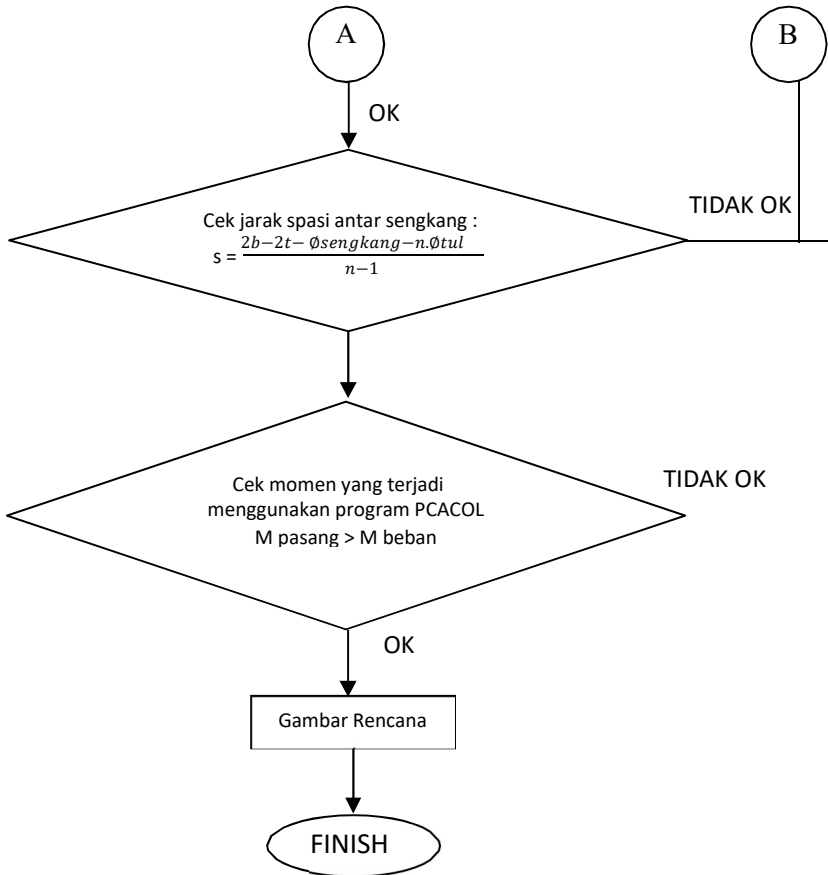 A
B
OK
Cek jarak spasi antar sengkang :
s = \frac{2b−2t− Øsengkang−n.Øtul}{n−1}
TIDAK OK
Cek momen yang terjadi
menggunakan program PCACOL
M pasang > M beban
TIDAK OK
OK
Gambar Rencana
FINISH